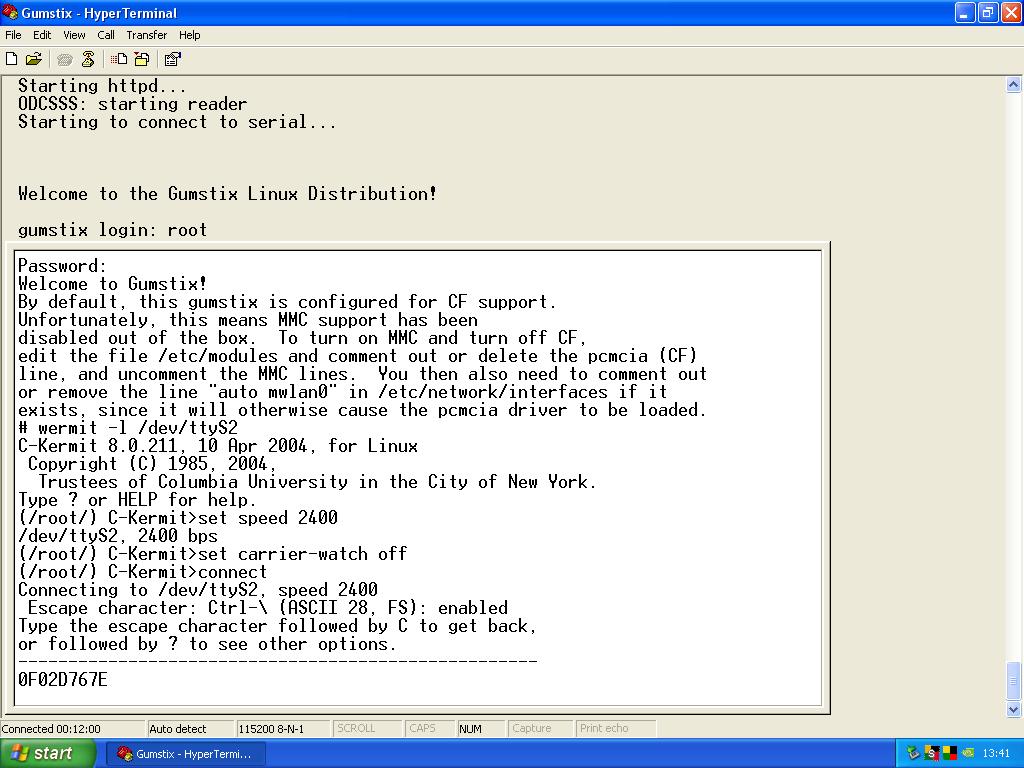 Gumstix - HyperTerminal
File Edit View Call Transfer Help
Starting httpd...
ODCSSS: starting reader
Starting to connect to serial...
Welcome to the Gumstix Linux Distribution!
gumstix login: root
Password:
Welcome to Gumstix!
By default, this gumstix is configured for CF support.
Unfortunately, this means MMC support has been
disabled out of the box.  To turn on MMC and turn off CF,
edit the file /etc/modules and comment out or delete the pcmcia (CF)
line, and uncomment the MMC lines.  You then also need to comment out
or remove the line "auto mwlan0" in /etc/network/interfaces if it
exists, since it will otherwise cause the pcmcia driver to be loaded.
# wermit -l /dev/ttyS2
C-Kermit 8.0.211, 10 Apr 2004, for Linux
 Copyright (C) 1985, 2004,
  Trustees of Columbia University in the City of New York.
Type ? or HELP for help.
(/root/) C-Kermit>set speed 2400
/dev/ttyS2, 2400 bps
(/root/) C-Kermit>set carrier-watch off
(/root/) C-Kermit>connect
Connecting to /dev/ttyS2, speed 2400
 Escape character: Ctrl-\ (ASCII 28, FS): enabled
Type the escape character followed by C to get back,
or followed by ? to see other options.
----------------------------------------------------
0F02D767E
Connected 00:12:00 Auto detect 115200 8-N-1 SCROLL CAPS NUM Capture Print echo
start Gumstix - HyperTermi... 13:41